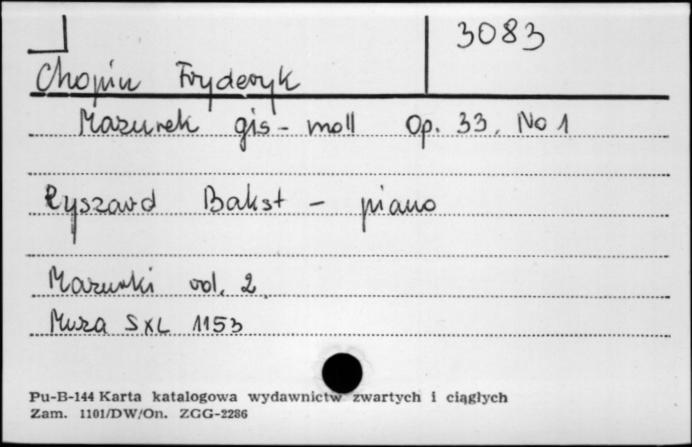 3083
Chopin Fryderyk
Mazurek gis-moll Op. 33, No 1
Ryszard Bakst - piano
Mazurki vol. 2
Muza SXL 1153
Pu-B-144 Karta katalogowa wydawnictw zwartych i ciągłych
Zam. 1101/DW/On. ZGG-2286